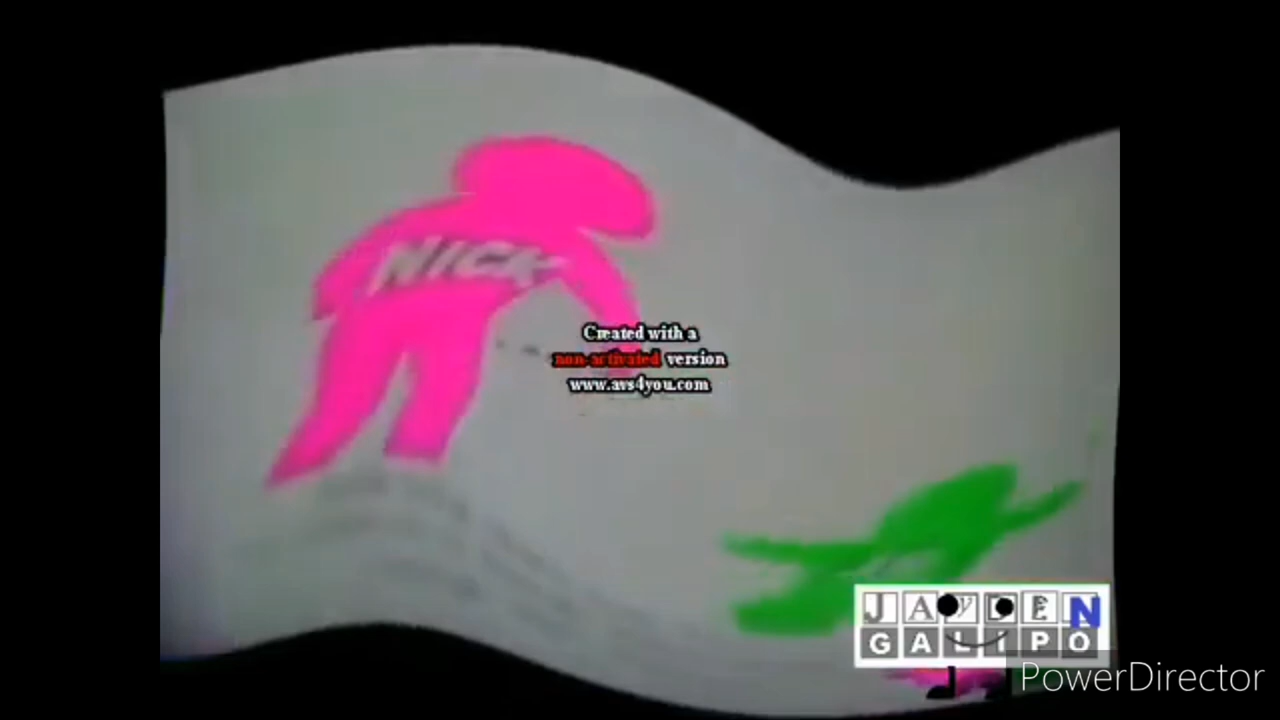 NICK
Created with a
non-activated version
www.avs4you.com
JAYDEN
GALIPO
PowerDirector